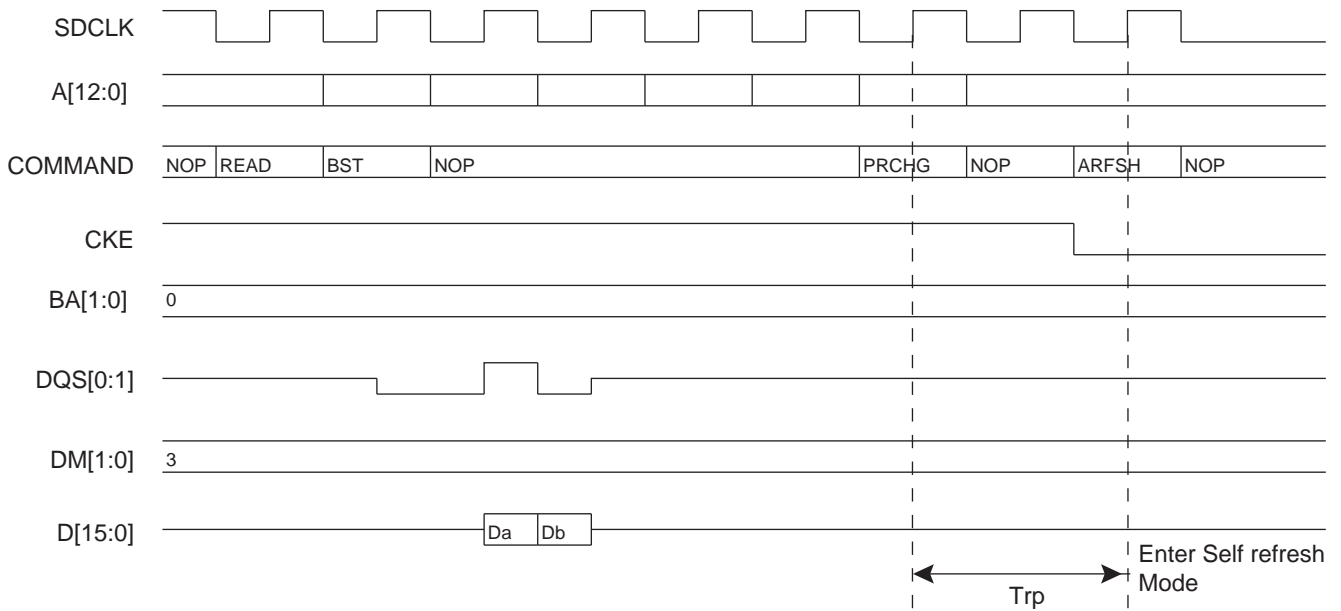 SDCLK
A[12:0]
COMMAND NOP READ BST NOP PRCHG NOP ARFSH NOP
CKE
BA[1:0] 0
DQS[0:1]
DM[1:0] 3
D[15:0] Da Db
Trp
Enter Self refresh
Mode